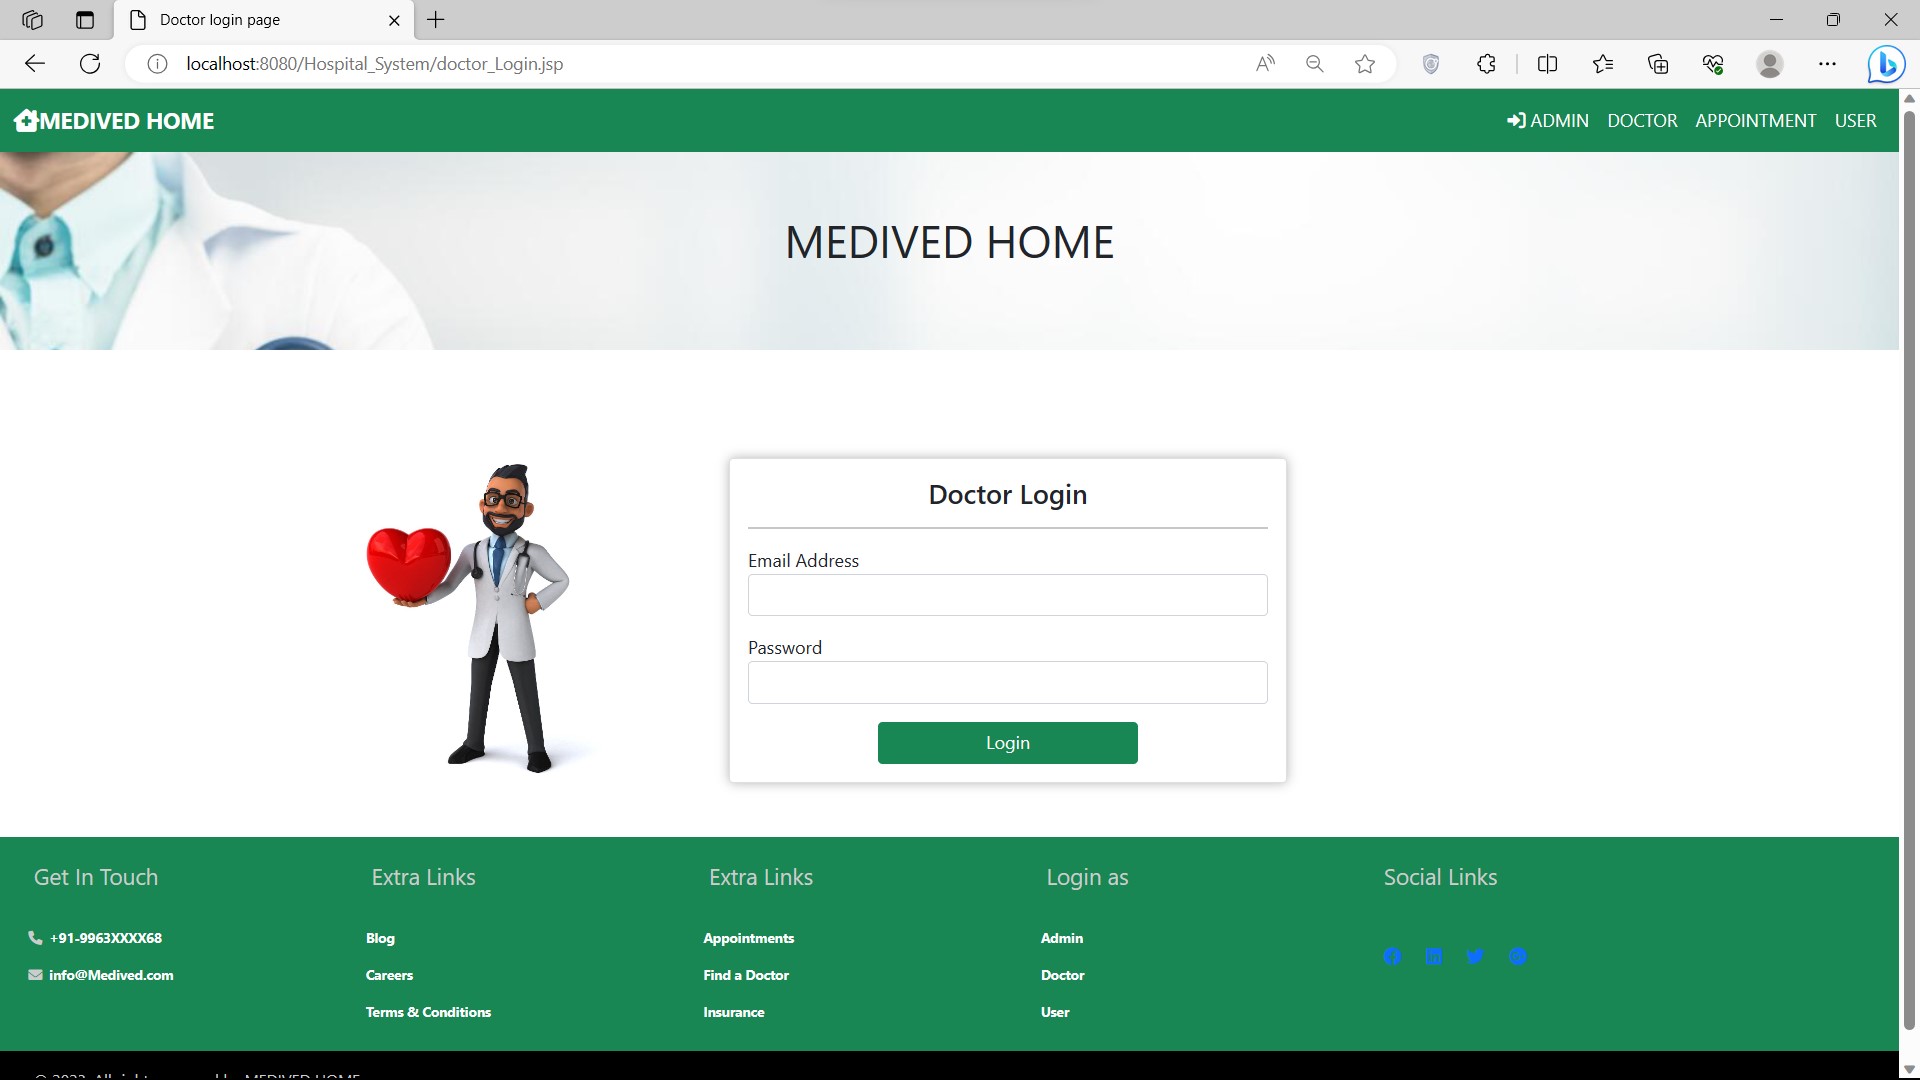 Doctor login page
localhost:8080/Hospital_System/doctor_Login.jsp
MEDIVED HOME
ADMIN DOCTOR APPOINTMENT USER
MEDIVED HOME
Doctor Login
Email Address
Password
Login
Get In Touch
+91-9963XXXX68
info@Medived.com
Extra Links
Blog
Careers
Terms & Conditions
Extra Links
Appointments
Find a Doctor
Insurance
Login as
Admin
Doctor
User
Social Links
MEDIVED HOME